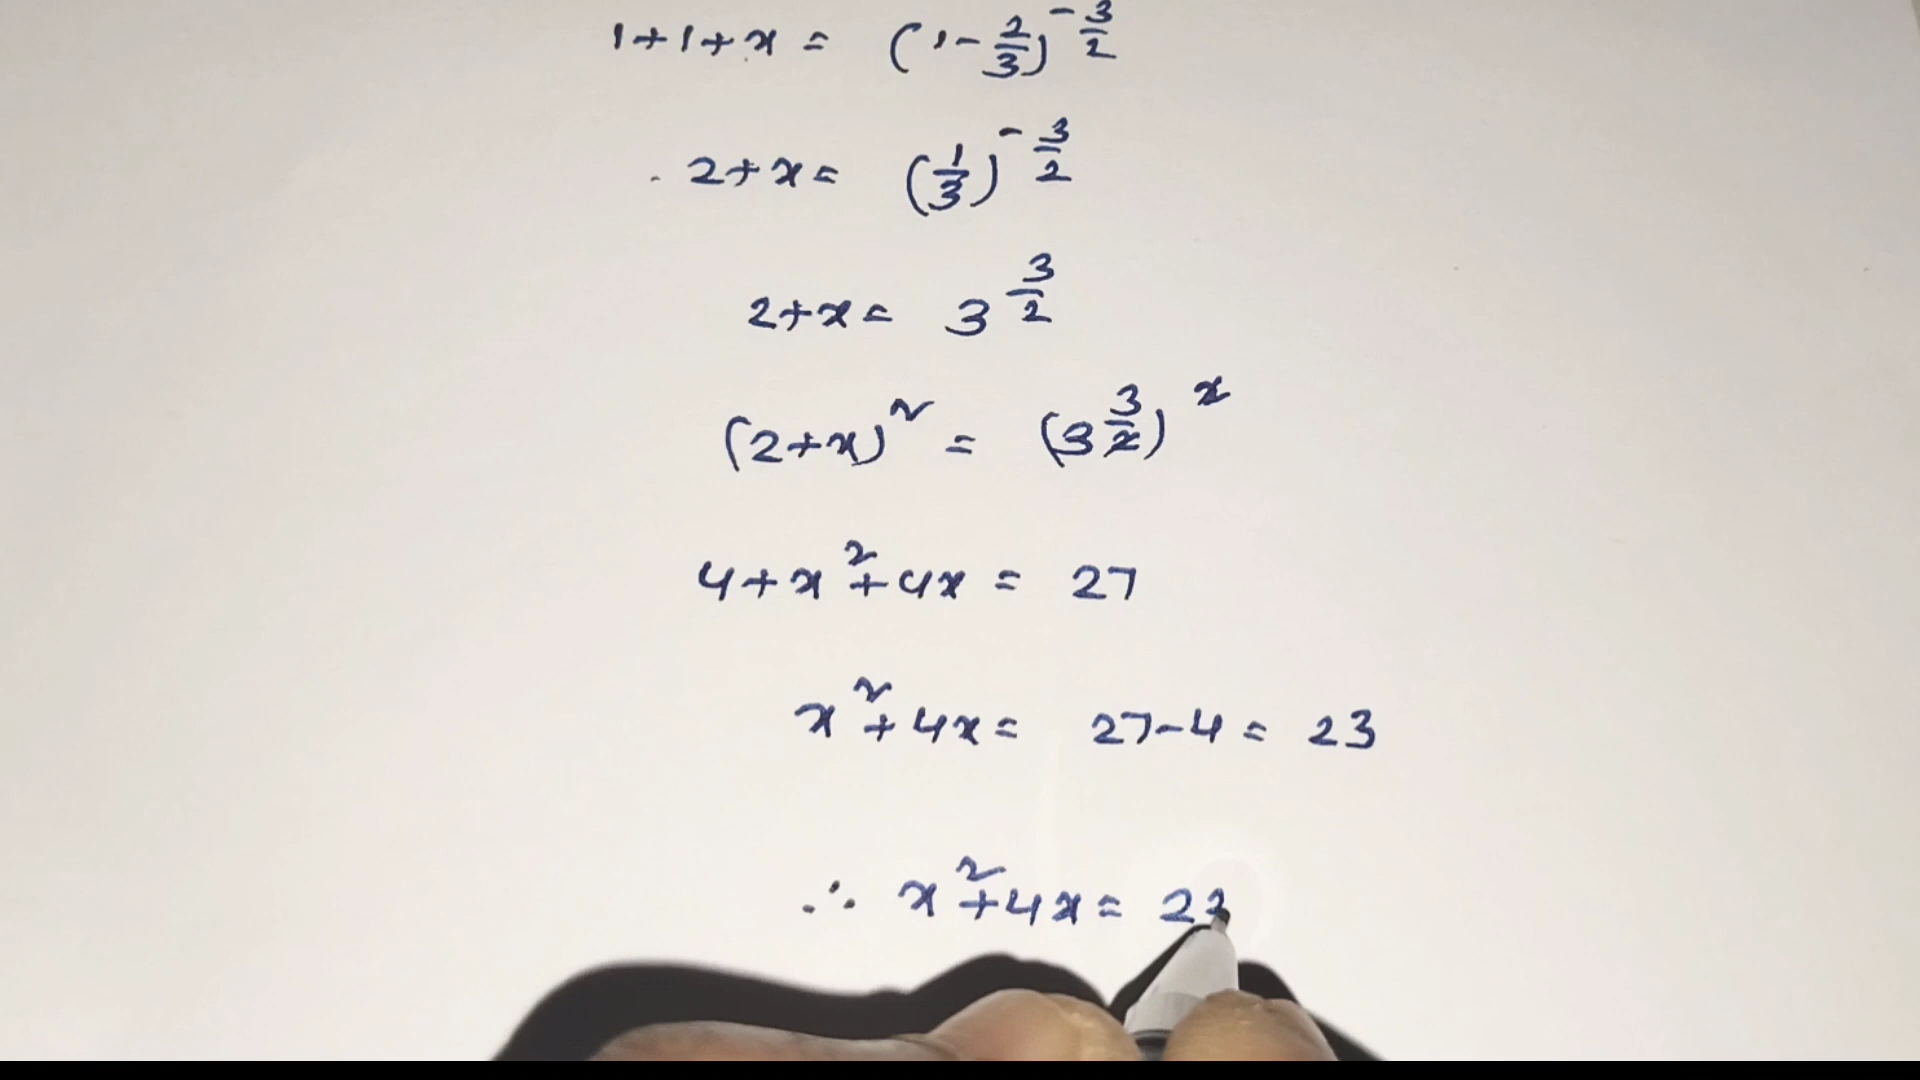 1+1+x = (1-2/3)^-3/2
2+x = (1/3)^-3/2
2+x = 3^3/2
(2+x)^2 = (3^3/2)^2
4+x^2+4x = 27
x^2+4x = 27-4 = 23
∴ x^2+4x = 23